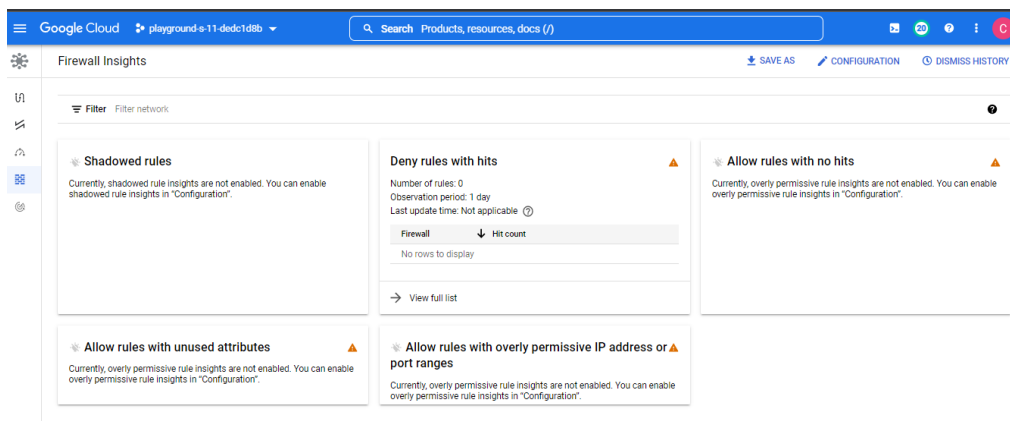 Google Cloud playground-s-11-dedc1d8b Search Products, resources, docs (/) 20 ? C
Firewall Insights SAVE AS CONFIGURATION DISMISS HISTORY
Filter Filter network
Shadowed rules
Currently, shadowed rule insights are not enabled. You can enable
shadowed rule insights in "Configuration".
Deny rules with hits
Number of rules: 0
Observation period: 1 day
Last update time: Not applicable
Firewall Hit count
No rows to display
View full list
Allow rules with no hits
Currently, overly permissive rule insights are not enabled. You can enable
overly permissive rule insights in "Configuration".
Allow rules with unused attributes
Currently, overly permissive rule insights are not enabled. You can enable
overly permissive rule insights in "Configuration".
Allow rules with overly permissive IP address or
port ranges
Currently, overly permissive rule insights are not enabled. You can enable
overly permissive rule insights in "Configuration".